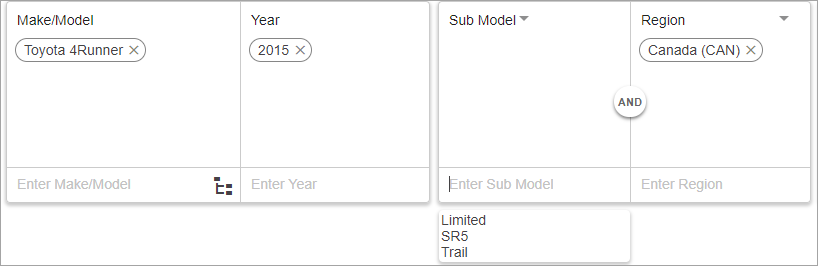 Make/Model
Year
Sub Model
Region
Toyota 4Runner
2015
Canada (CAN)
AND
Enter Make/Model
Enter Year
Enter Sub Model
Enter Region
Limited
SR5
Trail